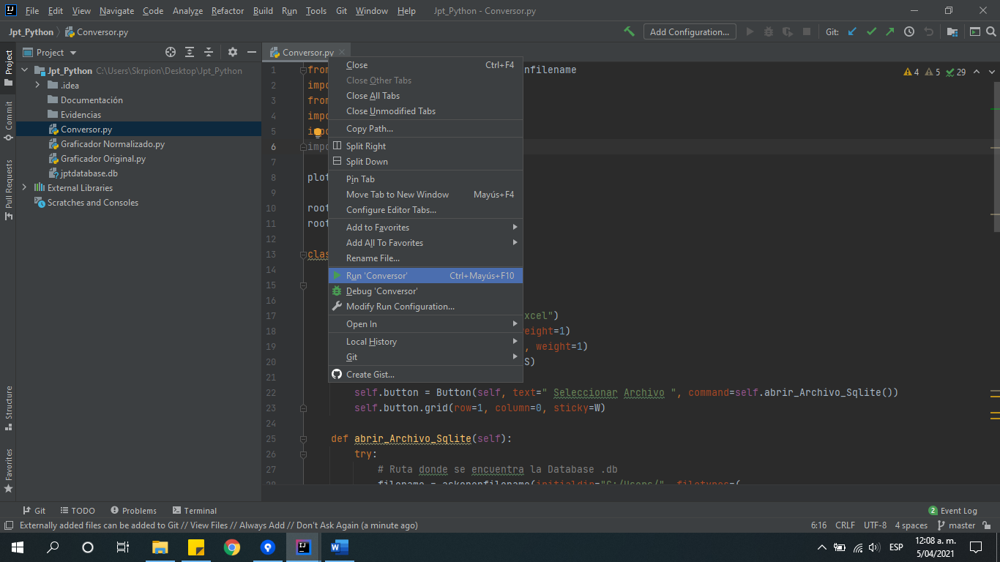 File Edit View Navigate Code Analyze Refactor Build Run Tools Git Window Help Jpt_Python - Conversor.py
Jpt_Python Conversor.py Add Configuration... Git:
Project
Conversor.py
Jpt_Python C:\Users\Skrpion\Desktop\Jpt_Python
.idea
Documentación
Evidencias
Conversor.py
Graficador Normalizado.py
Graficador Original.py
jptdatabase.db
External Libraries
Scratches and Consoles
Project
Commit
Pull Requests
Structure
Favorites
Close Ctrl+F4
Close Other Tabs
Close All Tabs
Close Unmodified Tabs
Copy Path...
Split Right
Split Down
Pin Tab
Move Tab to New Window Mayús+F4
Configure Editor Tabs...
Add to Favorites
Add All To Favorites
Rename File...
Run 'Conversor' Ctrl+Mayús+F10
Debug 'Conversor'
Modify Run Configuration...
Open In
Local History
Git
Create Gist...
4 5 29
1 from nfilename
2 impo
3 from
4 impo
5 impo
6 impo
7
8 plot
9
10 root
11 root
12
13 clas
14
15
16
17 xcel")
18 eight=1)
19 , weight=1)
20 S)
21
22 self.button = Button(self, text=" Seleccionar Archivo ", command=self.abrir_Archivo_Sqlite())
23 self.button.grid(row=1, column=0, sticky=W)
24
25 def abrir_Archivo_Sqlite(self):
26 try:
27 # Ruta donde se encuentra la Database .db
28 filename = askopenfilename(initialdir="C:/Users/", filetypes=(
Git TODO Problems Terminal 2 Event Log
Externally added files can be added to Git // View Files // Always Add // Don't Ask Again (a minute ago) 6:16 CRLF UTF-8 4 spaces master
ESP
12:08 a. m.
5/04/2021